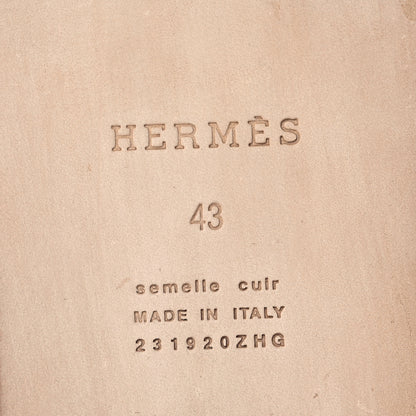 HERMÈS
43
semelle cuir
MADE IN ITALY
231920ZHG